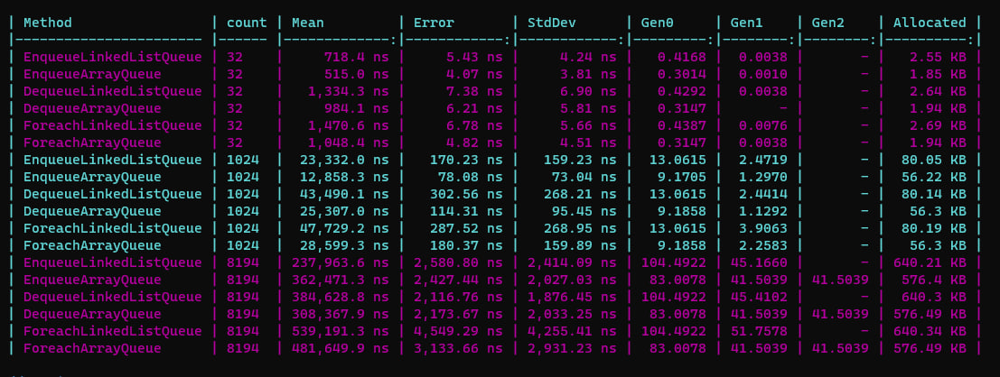 | Method                 | count | Mean         | Error       | StdDev      | Gen0     | Gen1    | Gen2    | Allocated |
|----------------------- |------ |-------------:|------------:|------------:|---------:|--------:|--------:|----------:|
| EnqueueLinkedListQueue | 32    |     718.4 ns |     5.43 ns |     4.24 ns |   0.4168 |  0.0038 |       - |   2.55 KB |
| EnqueueArrayQueue      | 32    |     515.0 ns |     4.07 ns |     3.81 ns |   0.3014 |  0.0010 |       - |   1.85 KB |
| DequeueLinkedListQueue | 32    |   1,334.3 ns |     7.38 ns |     6.90 ns |   0.4292 |  0.0038 |       - |   2.64 KB |
| DequeueArrayQueue      | 32    |     984.1 ns |     6.21 ns |     5.81 ns |   0.3147 |       - |       - |   1.94 KB |
| ForeachLinkedListQueue | 32    |   1,470.6 ns |     6.78 ns |     5.66 ns |   0.4387 |  0.0076 |       - |   2.69 KB |
| ForeachArrayQueue      | 32    |   1,048.4 ns |     4.82 ns |     4.51 ns |   0.3147 |  0.0038 |       - |   1.94 KB |
| EnqueueLinkedListQueue | 1024  |  23,332.0 ns |   170.23 ns |   159.23 ns |  13.0615 |  2.4719 |       - |  80.05 KB |
| EnqueueArrayQueue      | 1024  |  12,858.3 ns |    78.08 ns |    73.04 ns |   9.1705 |  1.2970 |       - |  56.22 KB |
| DequeueLinkedListQueue | 1024  |  43,490.1 ns |   302.56 ns |   268.21 ns |  13.0615 |  2.4414 |       - |  80.14 KB |
| DequeueArrayQueue      | 1024  |  25,307.0 ns |   114.31 ns |    95.45 ns |   9.1858 |  1.1292 |       - |   56.3 KB |
| ForeachLinkedListQueue | 1024  |  47,729.2 ns |   287.52 ns |   268.95 ns |  13.0615 |  3.9063 |       - |  80.19 KB |
| ForeachArrayQueue      | 1024  |  28,599.3 ns |   180.37 ns |   159.89 ns |   9.1858 |  2.2583 |       - |   56.3 KB |
| EnqueueLinkedListQueue | 8194  | 237,963.6 ns | 2,580.80 ns | 2,414.09 ns | 104.4922 | 45.1660 |       - | 640.21 KB |
| EnqueueArrayQueue      | 8194  | 362,471.3 ns | 2,427.44 ns | 2,027.03 ns |  83.0078 | 41.5039 | 41.5039 |  576.4 KB |
| DequeueLinkedListQueue | 8194  | 384,628.8 ns | 2,116.76 ns | 1,876.45 ns | 104.4922 | 45.4102 |       - |  640.3 KB |
| DequeueArrayQueue      | 8194  | 308,367.9 ns | 2,173.67 ns | 2,033.25 ns |  83.0078 | 41.5039 | 41.5039 | 576.49 KB |
| ForeachLinkedListQueue | 8194  | 539,191.3 ns | 4,549.29 ns | 4,255.41 ns | 104.4922 | 51.7578 |       - | 640.34 KB |
| ForeachArrayQueue      | 8194  | 481,649.9 ns | 3,133.66 ns | 2,931.23 ns |  83.0078 | 41.5039 | 41.5039 | 576.49 KB |